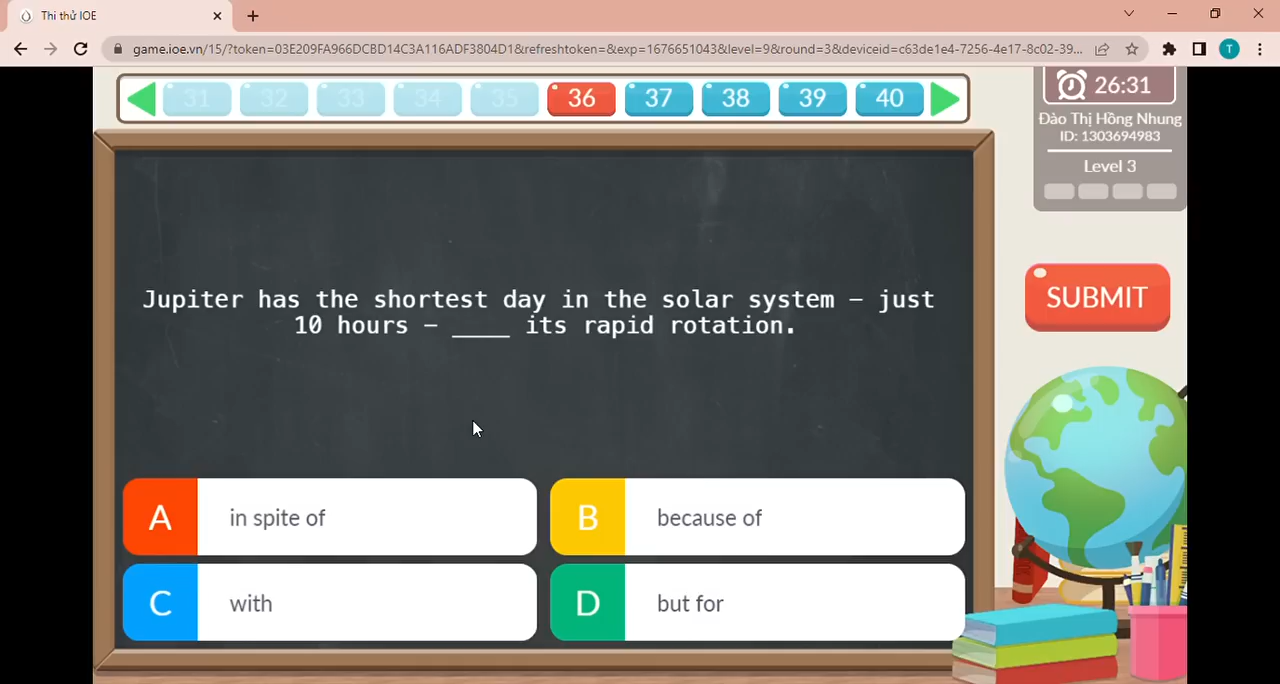 Thi thử IOE
game.ioe.vn/15/?token=03E209FA966DCBD14C3A116ADF3804D1&refreshtoken=&exp=1676651043&level=9&round=3&deviceid=c63de1e4-7256-4e17-8c02-39...
T
31 32 33 34 35 36 37 38 39 40
26:31
Đào Thị Hồng Nhung
ID: 1303694983
Level 3
Jupiter has the shortest day in the solar system – just
10 hours – ____ its rapid rotation.
SUBMIT
A in spite of
B because of
C with
D but for